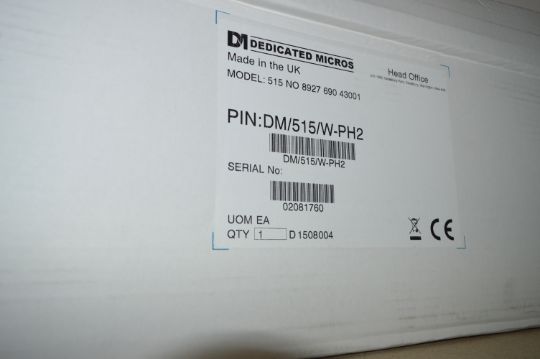 DM DEDICATED MICROS
Made in the UK
Head Office
MODEL: 515 NO 8927 690 43001
PIN:DM/515/W-PH2
DM/515/W-PH2
SERIAL No:
02081760
UOM EA
QTY 1 D1508004
CE